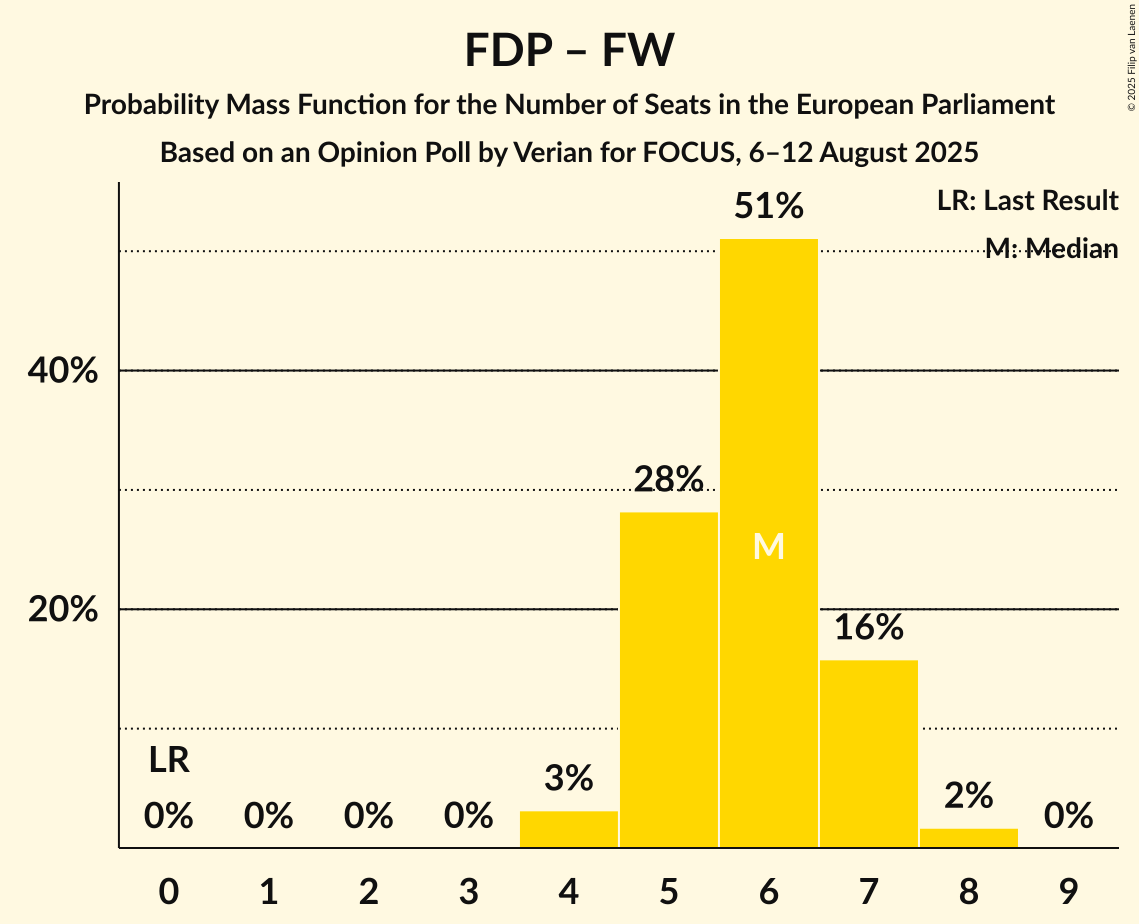 FDP – FW
Probability Mass Function for the Number of Seats in the European Parliament
Based on an Opinion Poll by Verian for FOCUS, 6–12 August 2025
© 2025 Filip van Laenen
LR: Last Result
M: Median
51%
40%
28%
M
20%
16%
LR
3%
2%
0% 0% 0% 0% 0%
0 1 2 3 4 5 6 7 8 9